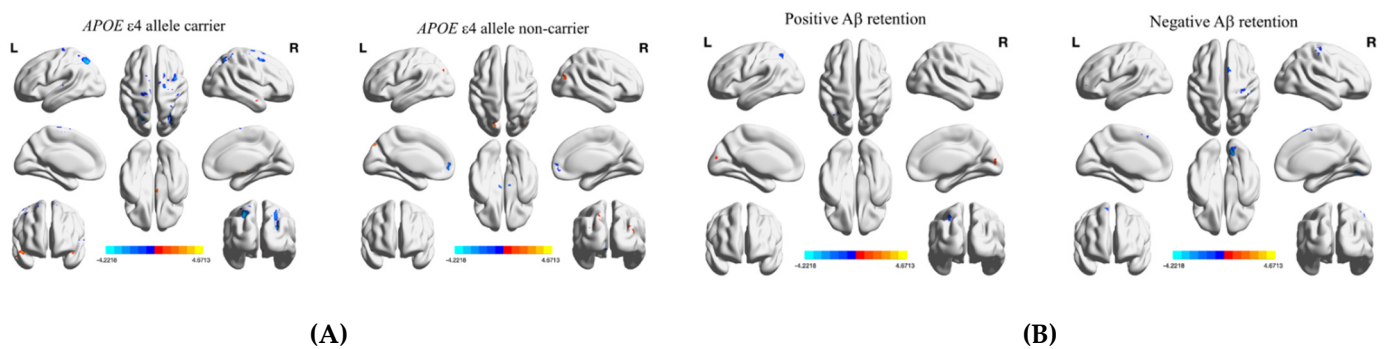 APOE ε4 allele carrier
L
R
-4.2218
4.6713
APOE ε4 allele non-carrier
L
R
-4.2218
4.6713
(A)
Positive Aβ retention
L
R
-4.2218
4.6713
Negative Aβ retention
L
R
-4.2218
4.6713
(B)